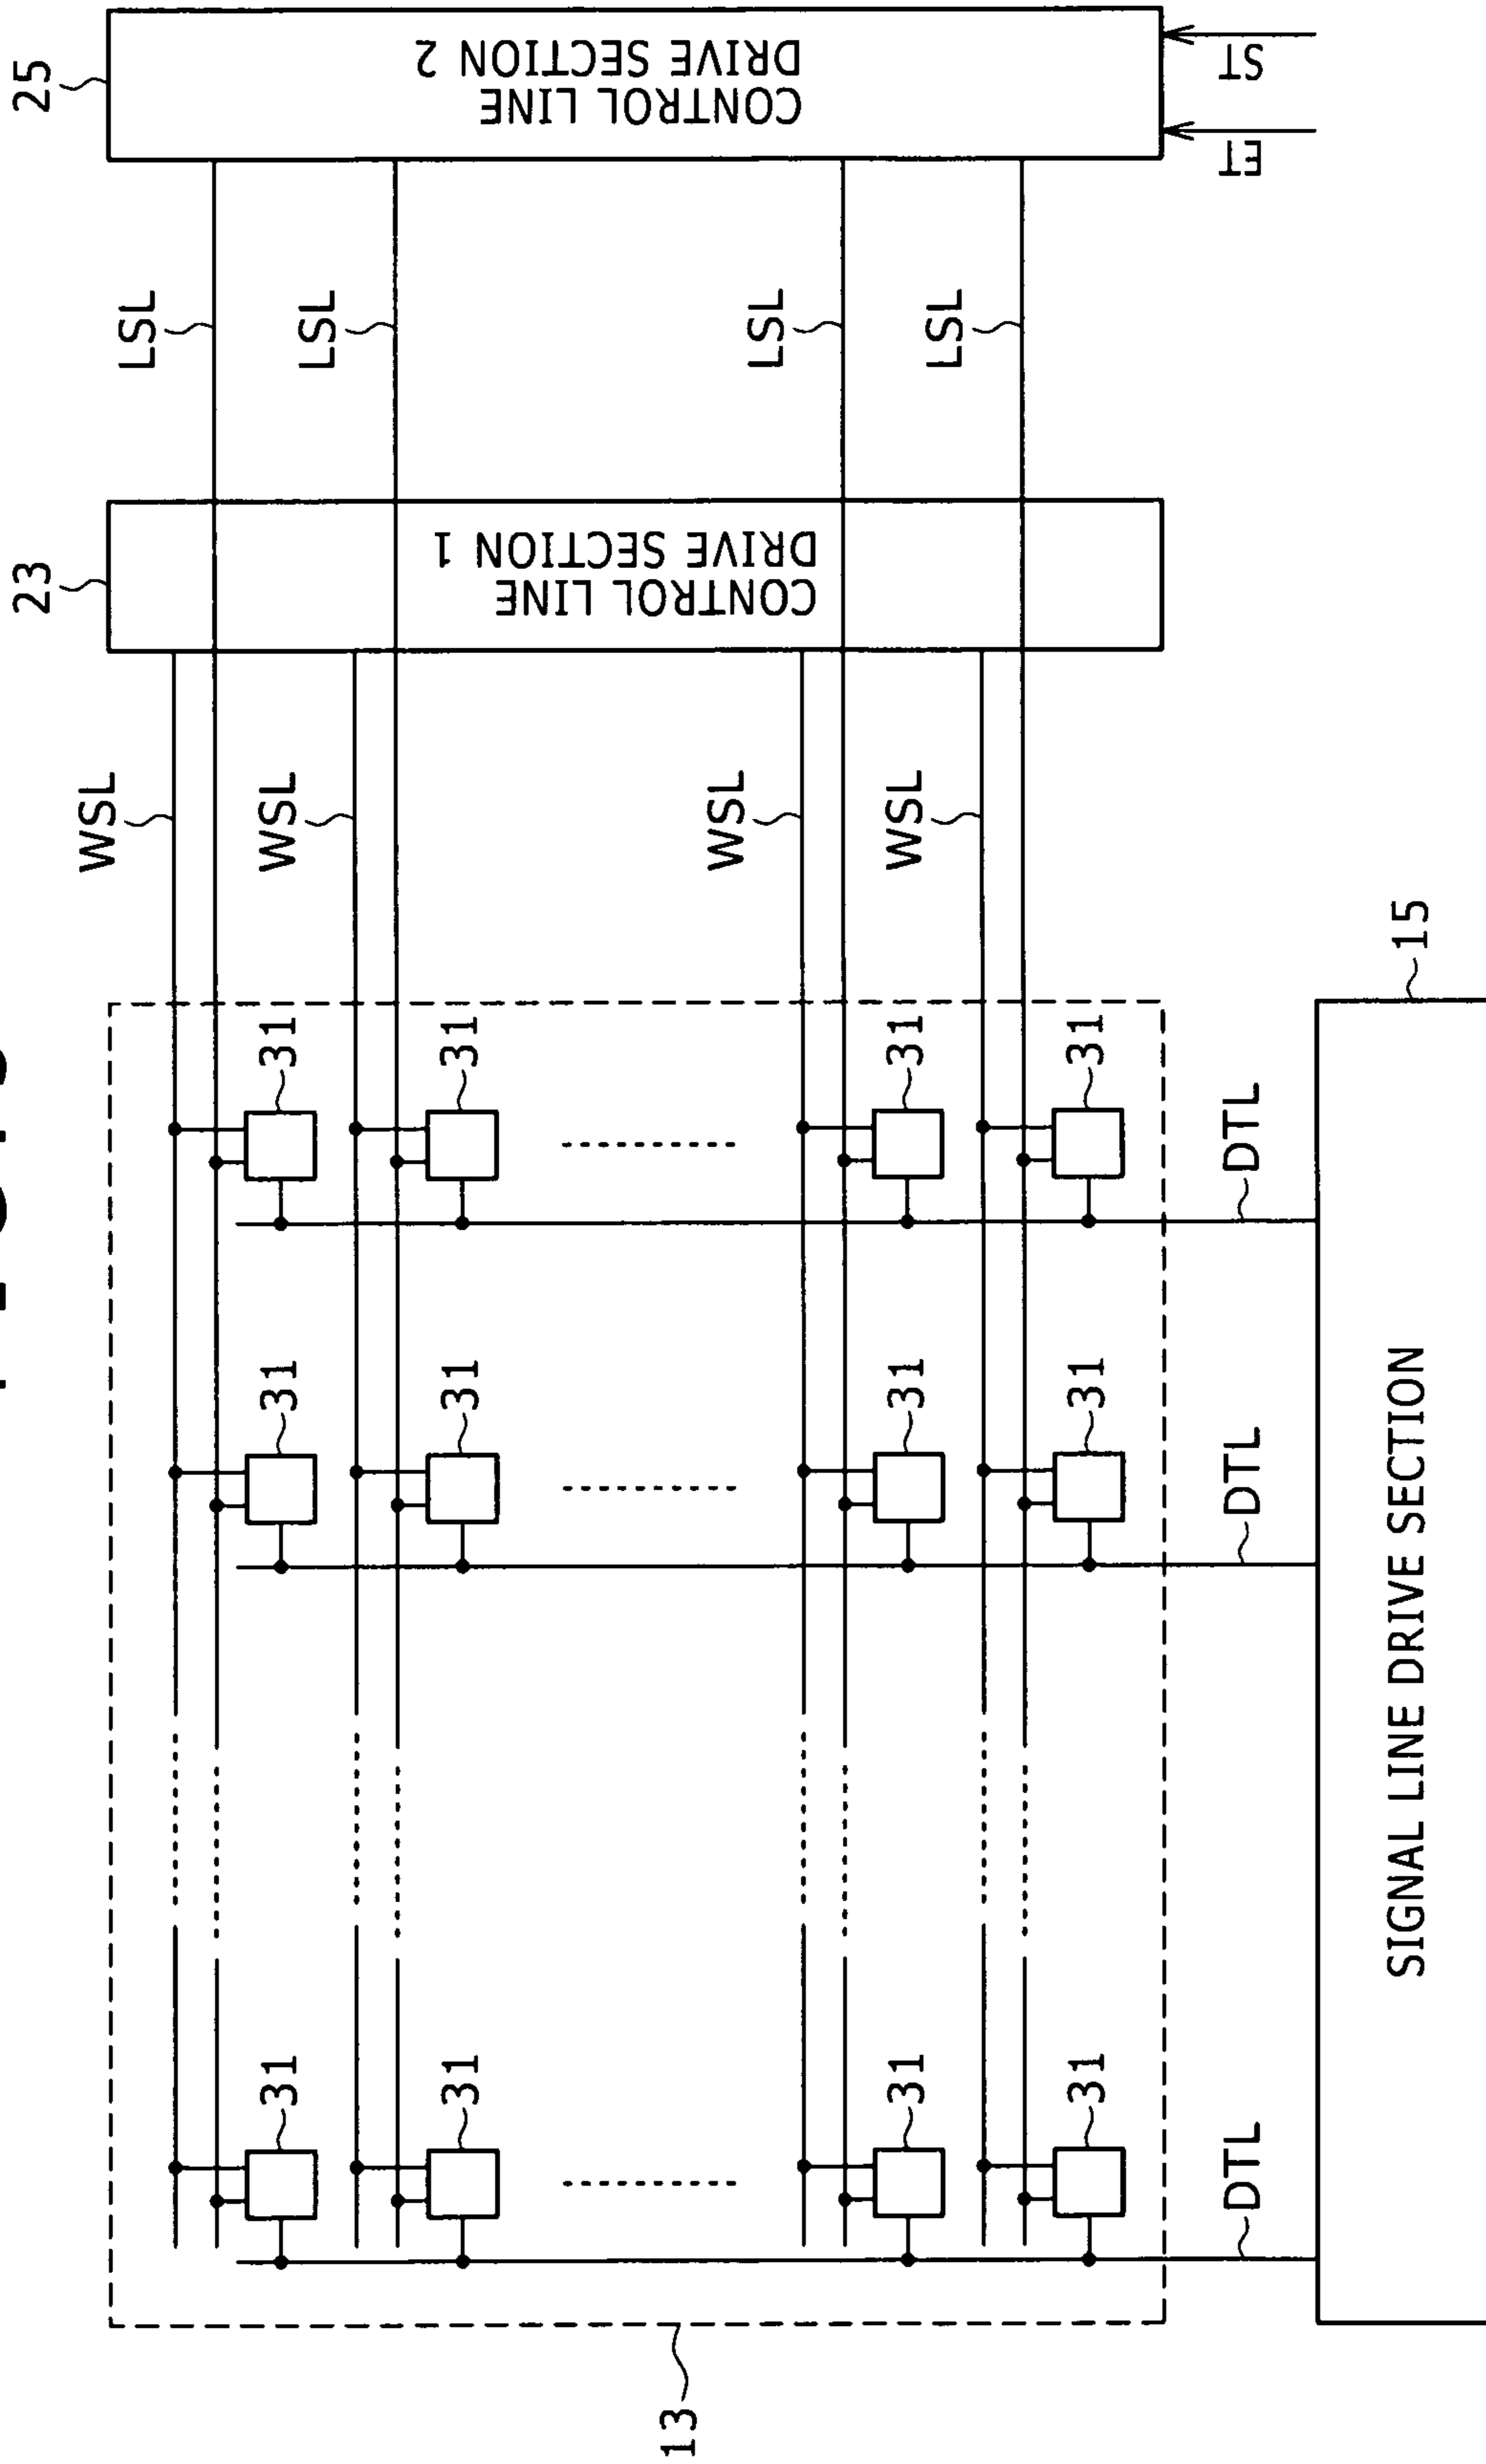 23
25
WSL
LSL
31
31
31
WSL
LSL
31
31
31
CONTROL LINE
DRIVE SECTION 1
CONTROL LINE
DRIVE SECTION 2
13
WSL
LSL
31
31
31
WSL
LSL
31
31
31
DTL
DTL
DTL
ET
ST
SIGNAL LINE DRIVE SECTION
15